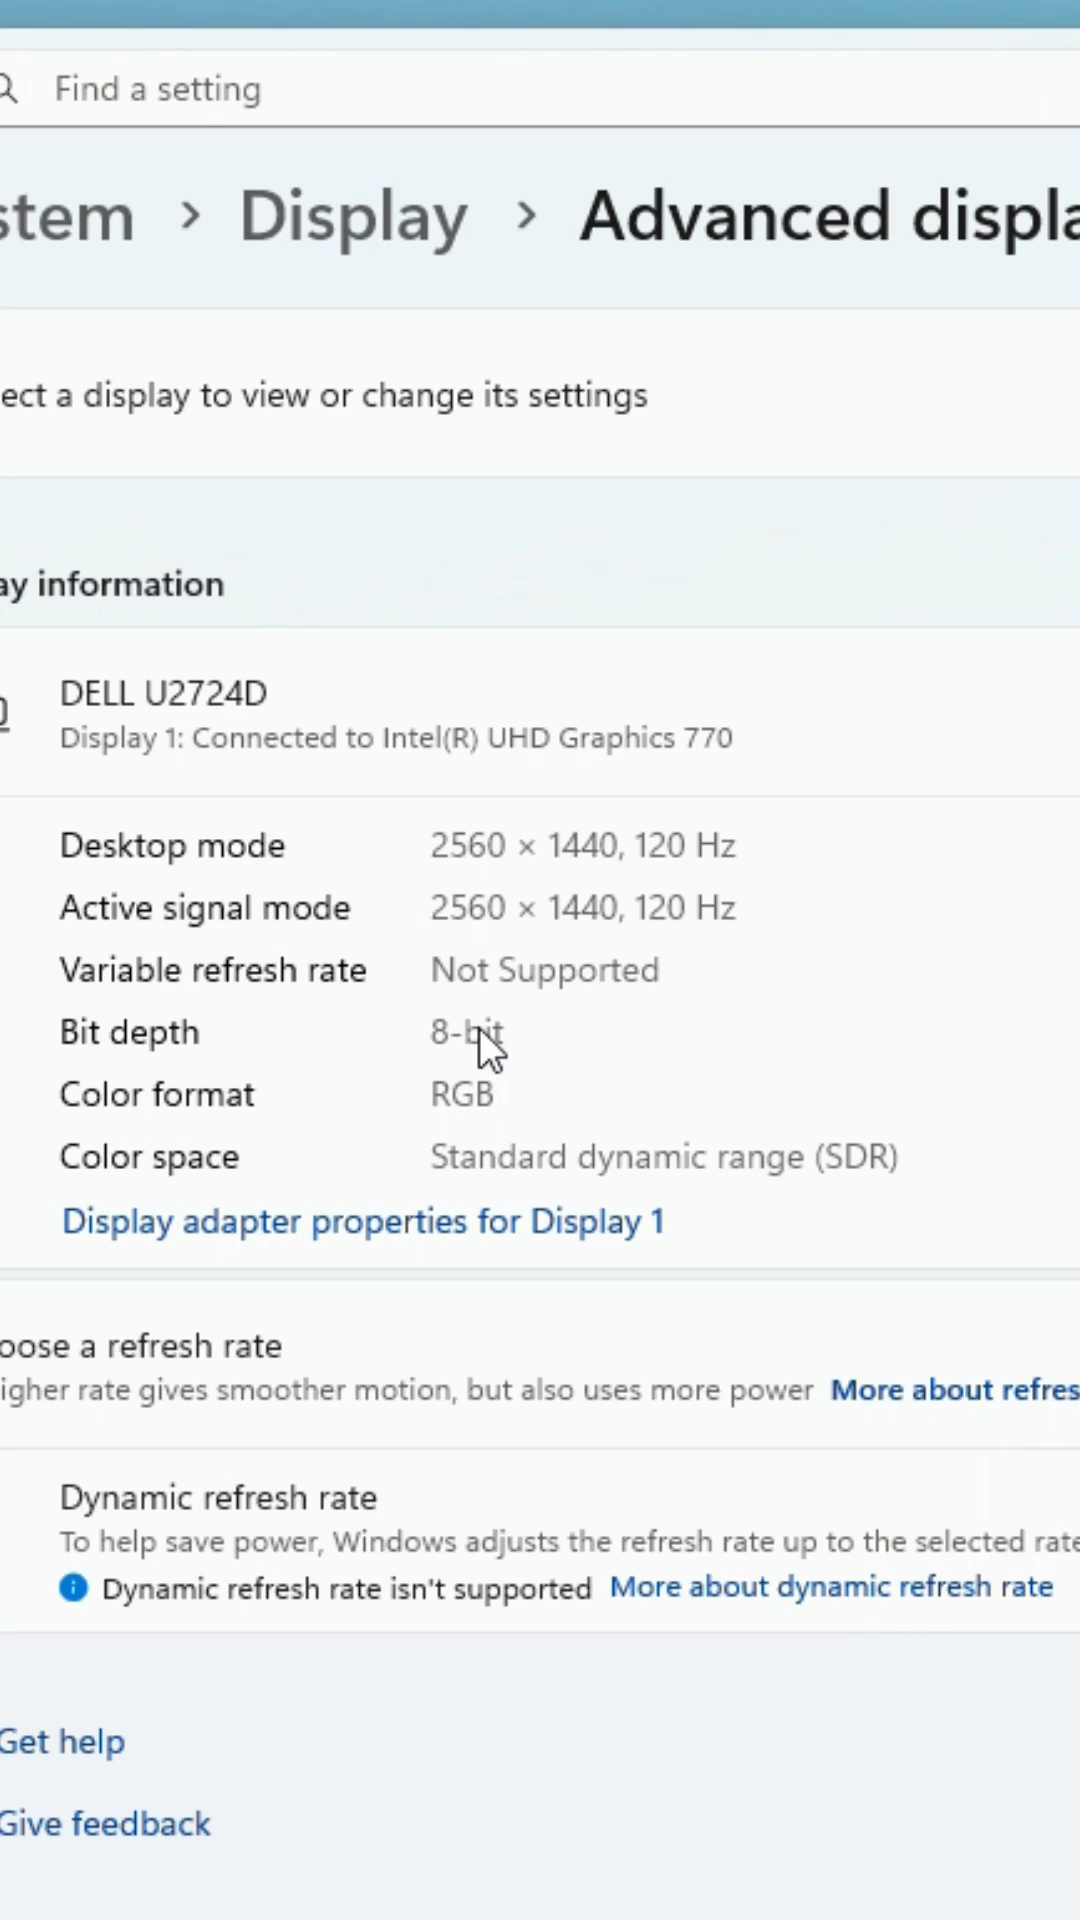 Find a setting
stem > Display > Advanced displa
ect a display to view or change its settings
ay information
DELL U2724D
Display 1: Connected to Intel(R) UHD Graphics 770
Desktop mode 2560 × 1440, 120 Hz
Active signal mode 2560 × 1440, 120 Hz
Variable refresh rate Not Supported
Bit depth 8-bit
Color format RGB
Color space Standard dynamic range (SDR)
Display adapter properties for Display 1
oose a refresh rate
igher rate gives smoother motion, but also uses more power More about refres
Dynamic refresh rate
To help save power, Windows adjusts the refresh rate up to the selected rate
Dynamic refresh rate isn't supported More about dynamic refresh rate
Get help
Give feedback